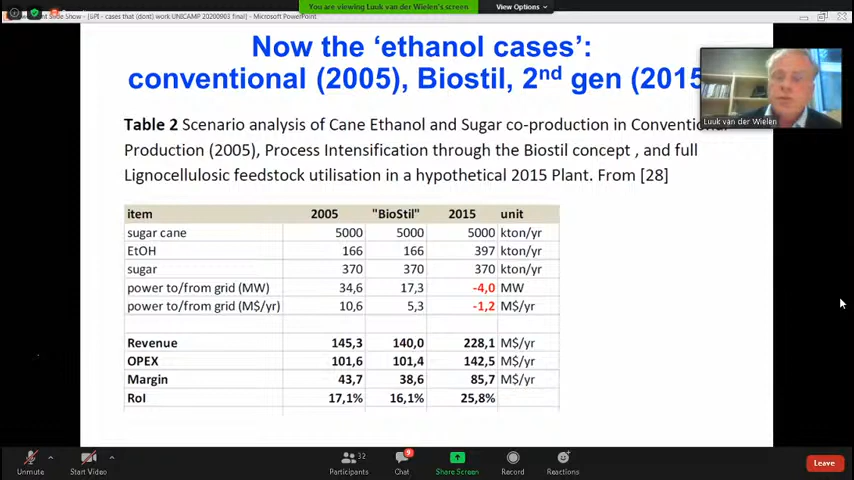 nt Slide Show - [&PI - cases that (dont) work UNICAMP 20200903 final] - Microsoft PowerPoint
You are viewing Luuk van der Wielen's screen
View Options
Now the 'ethanol cases':
conventional (2005), Biostil, 2nd gen (2015
Luuk van der Wielen
Table 2 Scenario analysis of Cane Ethanol and Sugar co-production in Convention
Production (2005), Process Intensification through the Biostil concept , and full
Lignocellulosic feedstock utilisation in a hypothetical 2015 Plant. From [28]
item 2005 "BioStil" 2015 unit
sugar cane 5000 5000 5000 kton/yr
EtOH 166 166 397 kton/yr
sugar 370 370 370 kton/yr
power to/from grid (MW) 34,6 17,3 -4,0 MW
power to/from grid (M$/yr) 10,6 5,3 -1,2 M$/yr
Revenue 145,3 140,0 228,1 M$/yr
OPEX 101,6 101,4 142,5 M$/yr
Margin 43,7 38,6 85,7 M$/yr
RoI 17,1% 16,1% 25,8%
32
9
Unmute
Start Video
Participants
Chat
Share Screen
Record
Reactions
Leave